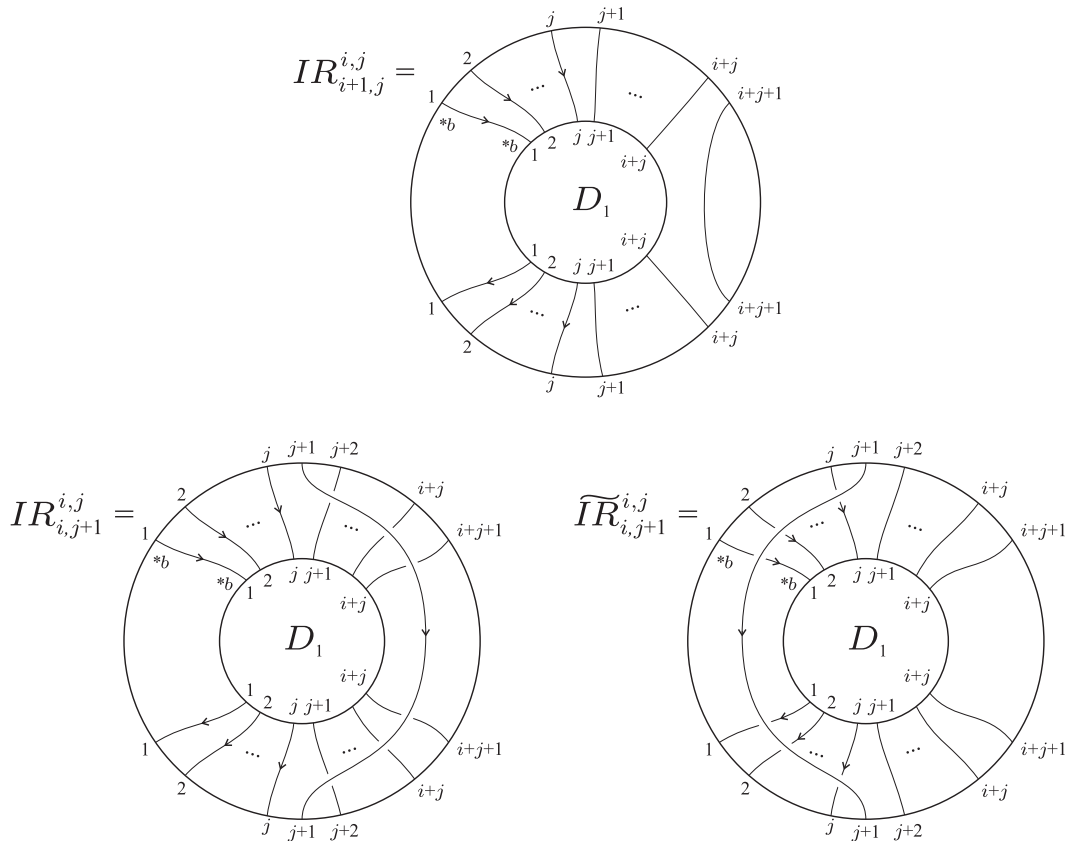 IR^{i,j}_{i+1,j} =
j j+1
2 i+j
1 ... ... i+j+1
*b *b
1 2 j j+1 i+j
D_1
1 2 j j+1 i+j
1 ... ... i+j+1
2 i+j
j j+1
IR^{i,j}_{i,j+1} =
j j+1 j+2
2 i+j
1 ... ... i+j+1
*b *b
1 2 j j+1 i+j
D_1
1 2 j j+1 i+j
1 ... ... i+j+1
2 i+j
j j+1 j+2
\widetilde{IR}^{i,j}_{i,j+1} =
j j+1 j+2
2 i+j
1 ... ... i+j+1
*b *b
1 2 j j+1 i+j
D_1
1 2 j j+1 i+j
1 ... ... i+j+1
2 i+j
j j+1 j+2